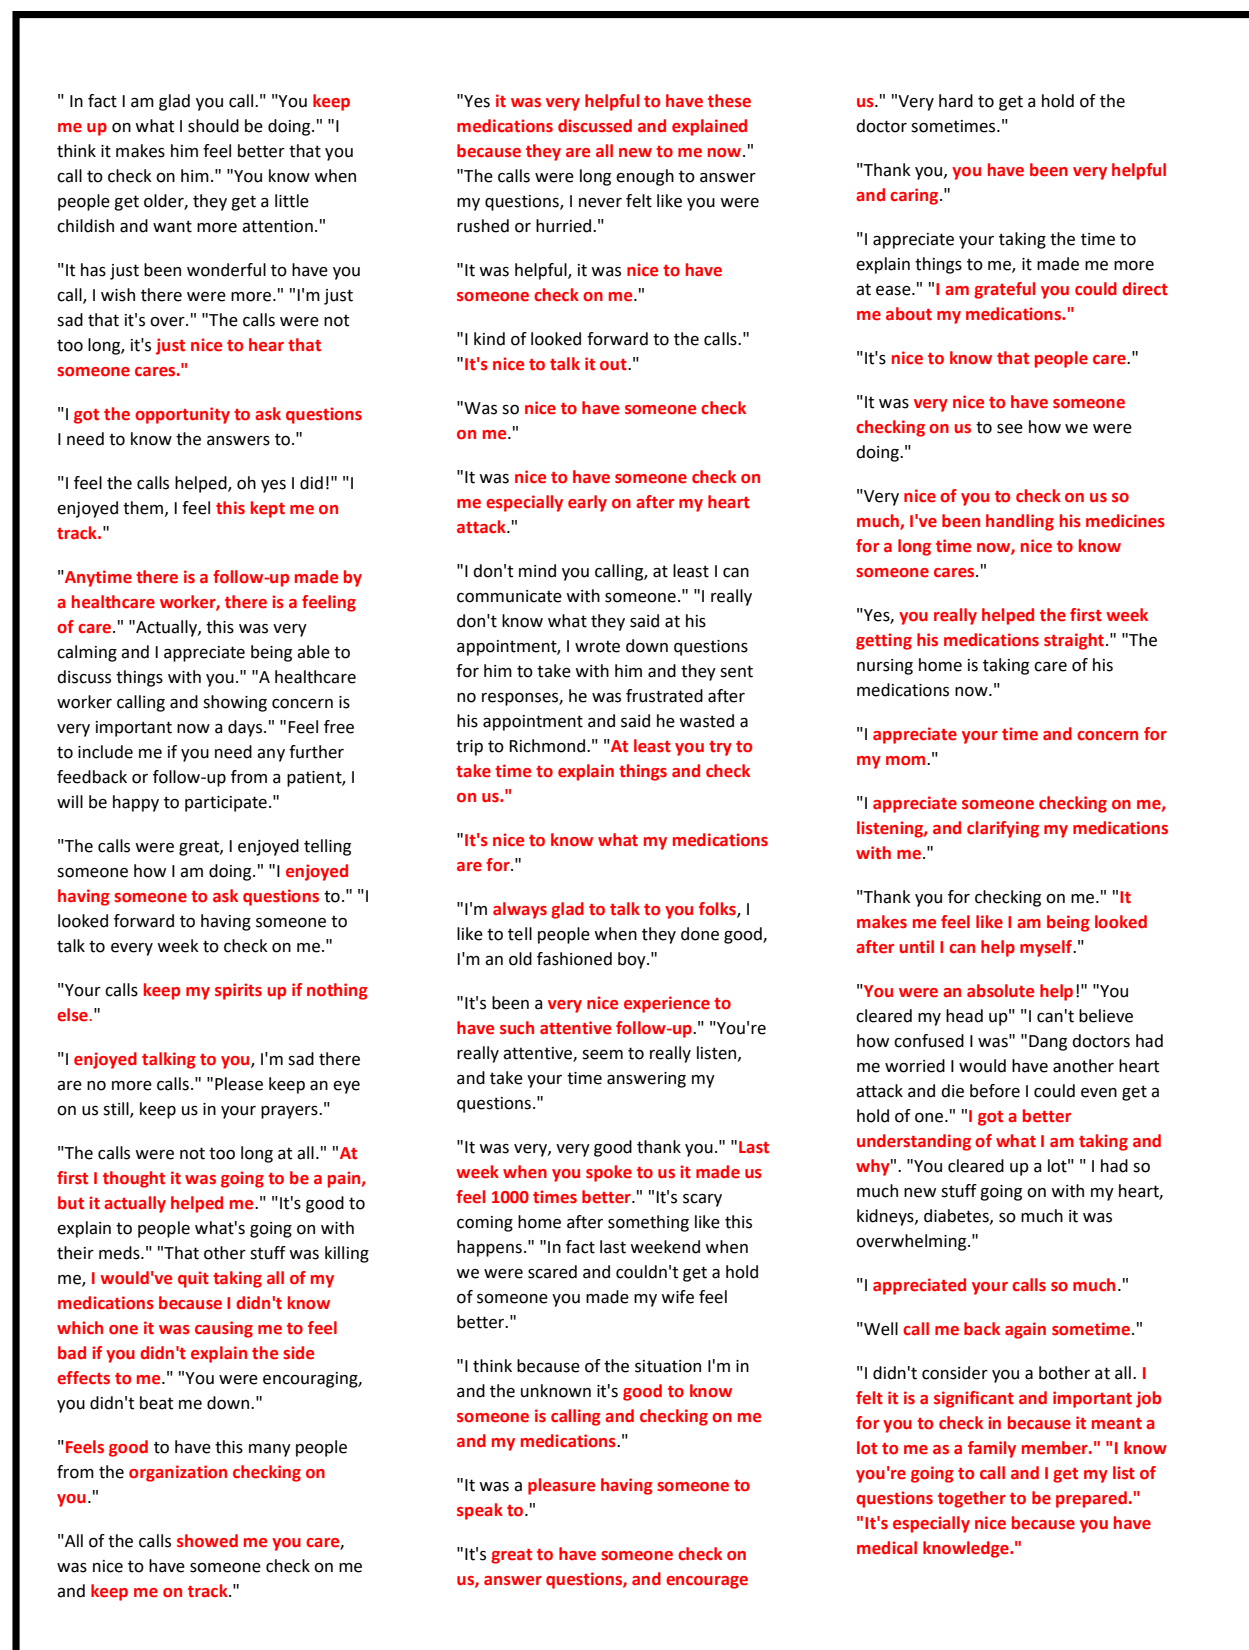 " In fact I am glad you call." "You keep
me up on what I should be doing." "I
think it makes him feel better that you
call to check on him." "You know when
people get older, they get a little
childish and want more attention."
"It has just been wonderful to have you
call, I wish there were more." "I'm just
sad that it's over." "The calls were not
too long, it's just nice to hear that
someone cares."
"I got the opportunity to ask questions
I need to know the answers to."
"I feel the calls helped, oh yes I did!" "I
enjoyed them, I feel this kept me on
track."
"Anytime there is a follow-up made by
a healthcare worker, there is a feeling
of care." "Actually, this was very
calming and I appreciate being able to
discuss things with you." "A healthcare
worker calling and showing concern is
very important now a days." "Feel free
to include me if you need any further
feedback or follow-up from a patient, I
will be happy to participate."
"The calls were great, I enjoyed telling
someone how I am doing." "I enjoyed
having someone to ask questions to." "I
looked forward to having someone to
talk to every week to check on me."
"Your calls keep my spirits up if nothing
else."
"I enjoyed talking to you, I'm sad there
are no more calls." "Please keep an eye
on us still, keep us in your prayers."
"The calls were not too long at all." "At
first I thought it was going to be a pain,
but it actually helped me." "It's good to
explain to people what's going on with
their meds." "That other stuff was killing
me, I would've quit taking all of my
medications because I didn't know
which one it was causing me to feel
bad if you didn't explain the side
effects to me." "You were encouraging,
you didn't beat me down."
"Feels good to have this many people
from the organization checking on
you."
"All of the calls showed me you care,
was nice to have someone check on me
and keep me on track."
"Yes it was very helpful to have these
medications discussed and explained
because they are all new to me now."
"The calls were long enough to answer
my questions, I never felt like you were
rushed or hurried."
"It was helpful, it was nice to have
someone check on me."
"I kind of looked forward to the calls."
"It's nice to talk it out."
"Was so nice to have someone check
on me."
"It was nice to have someone check on
me especially early on after my heart
attack."
"I don't mind you calling, at least I can
communicate with someone." "I really
don't know what they said at his
appointment, I wrote down questions
for him to take with him and they sent
no responses, he was frustrated after
his appointment and said he wasted a
trip to Richmond." "At least you try to
take time to explain things and check
on us."
"It's nice to know what my medications
are for."
"I'm always glad to talk to you folks, I
like to tell people when they done good,
I'm an old fashioned boy."
"It's been a very nice experience to
have such attentive follow-up." "You're
really attentive, seem to really listen,
and take your time answering my
questions."
"It was very, very good thank you." "Last
week when you spoke to us it made us
feel 1000 times better." "It's scary
coming home after something like this
happens." "In fact last weekend when
we were scared and couldn't get a hold
of someone you made my wife feel
better."
"I think because of the situation I'm in
and the unknown it's good to know
someone is calling and checking on me
and my medications."
"It was a pleasure having someone to
speak to."
"It's great to have someone check on
us, answer questions, and encourage
us." "Very hard to get a hold of the
doctor sometimes."
"Thank you, you have been very helpful
and caring."
"I appreciate your taking the time to
explain things to me, it made me more
at ease." "I am grateful you could direct
me about my medications."
"It's nice to know that people care."
"It was very nice to have someone
checking on us to see how we were
doing."
"Very nice of you to check on us so
much, I've been handling his medicines
for a long time now, nice to know
someone cares."
"Yes, you really helped the first week
getting his medications straight." "The
nursing home is taking care of his
medications now."
"I appreciate your time and concern for
my mom."
"I appreciate someone checking on me,
listening, and clarifying my medications
with me."
"Thank you for checking on me." "It
makes me feel like I am being looked
after until I can help myself."
"You were an absolute help!" "You
cleared my head up" "I can't believe
how confused I was" "Dang doctors had
me worried I would have another heart
attack and die before I could even get a
hold of one." "I got a better
understanding of what I am taking and
why". "You cleared up a lot" " I had so
much new stuff going on with my heart,
kidneys, diabetes, so much it was
overwhelming."
"I appreciated your calls so much."
"Well call me back again sometime."
"I didn't consider you a bother at all. I
felt it is a significant and important job
for you to check in because it meant a
lot to me as a family member." "I know
you're going to call and I get my list of
questions together to be prepared."
"It's especially nice because you have
medical knowledge."